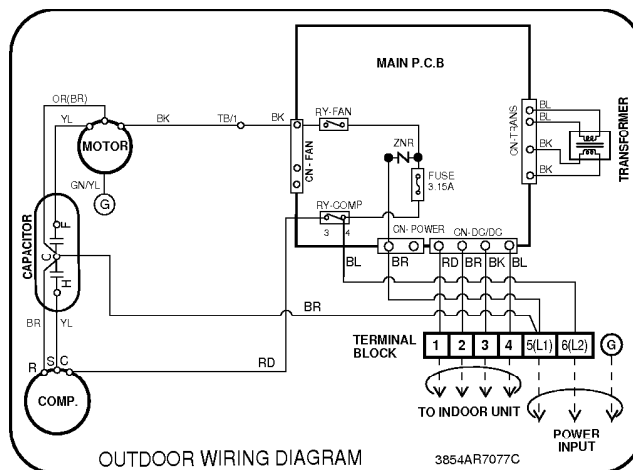 MAIN P.C.B
OR(BR)
YL
MOTOR
BK
TB/1
BK
GN/YL
G
RY-FAN
CN-FAN
ZNR
FUSE
3.15A
RY-COMP
3 4
CN-POWER
CN-DC/DC
CN-TRANS
BL
BL
BK
BK
TRANSFORMER
CAPACITOR
F
C
H
BL
BR
RD
BR
BK
BL
BR
BR
YL
R
S
C
RD
COMP.
TERMINAL
BLOCK
1 2 3 4 5(L1) 6(L2) G
TO INDOOR UNIT
POWER
INPUT
OUTDOOR WIRING DIAGRAM
3854AR7077C